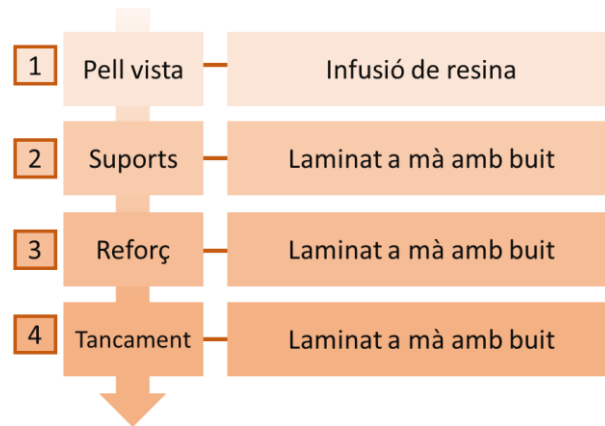 1 Pell vista Infusió de resina
2 Suports Laminat a mà amb buit
3 Reforç Laminat a mà amb buit
4 Tancament Laminat a mà amb buit